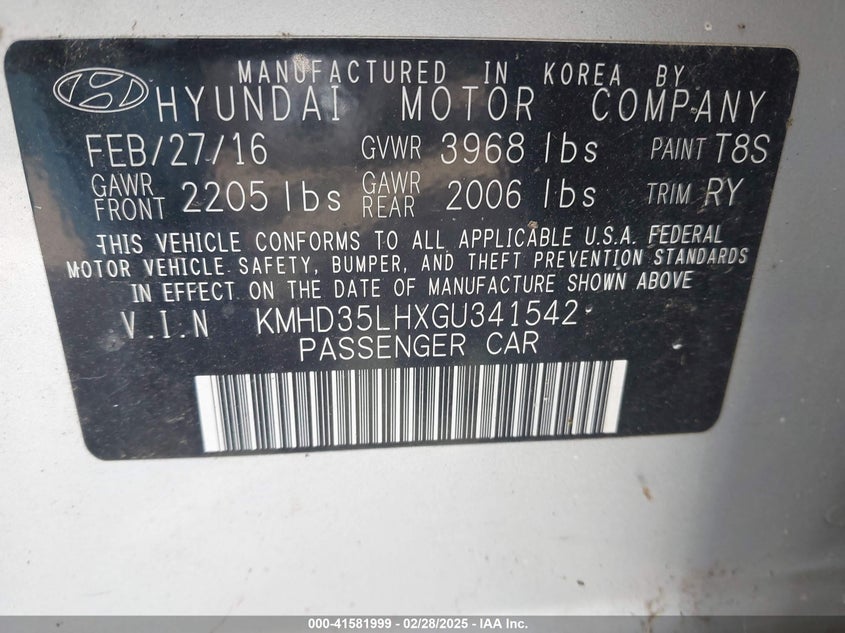 MANUFACTURED IN KOREA BY
HYUNDAI MOTOR COMPANY
FEB/27/16 GVWR 3968 lbs PAINT T8S
GAWR FRONT 2205 lbs GAWR REAR 2006 lbs TRIM RY
THIS VEHICLE CONFORMS TO ALL APPLICABLE U.S.A. FEDERAL
MOTOR VEHICLE SAFETY, BUMPER, AND THEFT PREVENTION STANDARDS
IN EFFECT ON THE DATE OF MANUFACTURE SHOWN ABOVE
V.I.N KMHD35LHXGU341542
PASSENGER CAR
000-41581999 - 02/28/2025 - IAA Inc.